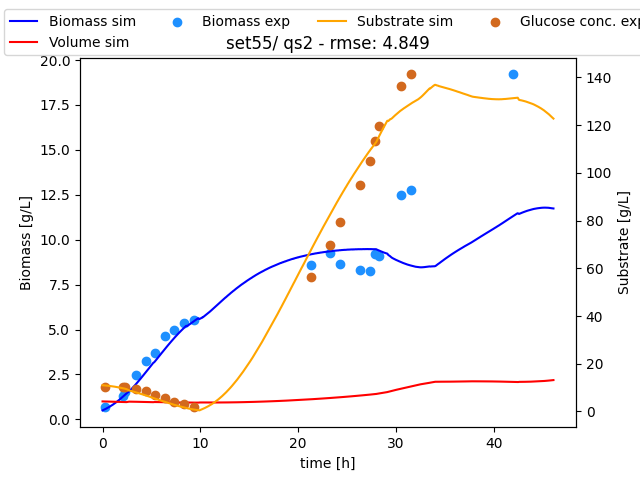 Biomass sim
Biomass exp
Substrate sim
Glucose conc. exp
Volume sim
set55/ qs2 - rmse: 4.849
20.0
17.5
15.0
12.5
10.0
7.5
5.0
2.5
0.0
Biomass [g/L]
140
120
100
80
60
40
20
0
Substrate [g/L]
0
10
20
30
40
time [h]